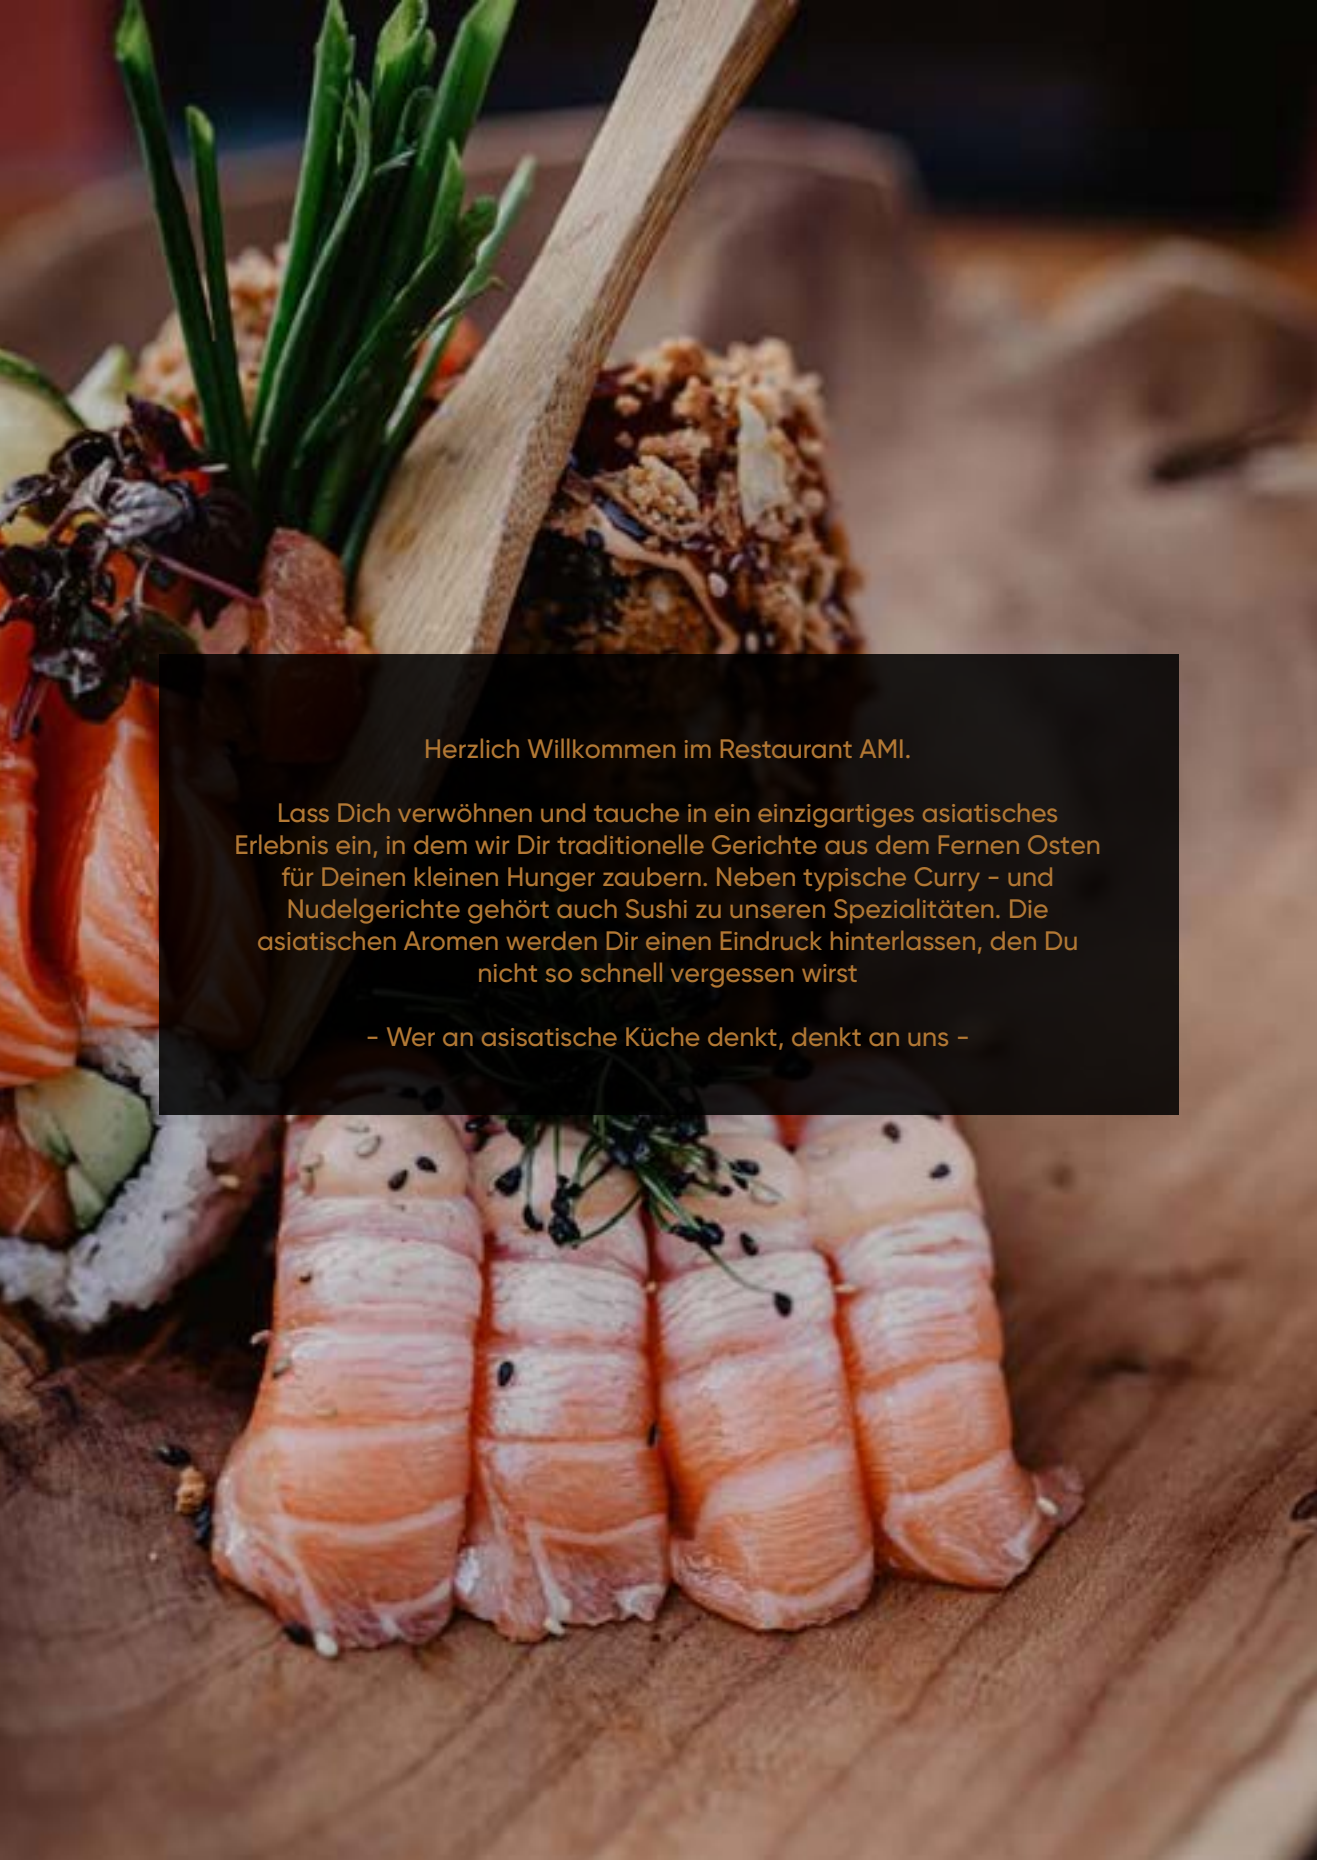 Herzlich Willkommen im Restaurant AMI.
Lass Dich verwöhnen und tauche in ein einzigartiges asiatisches
Erlebnis ein, in dem wir Dir traditionelle Gerichte aus dem Fernen Osten
für Deinen kleinen Hunger zaubern. Neben typische Curry - und
Nudelgerichte gehört auch Sushi zu unseren Spezialitäten. Die
asiatischen Aromen werden Dir einen Eindruck hinterlassen, den Du
nicht so schnell vergessen wirst
- Wer an asisatische Küche denkt, denkt an uns -